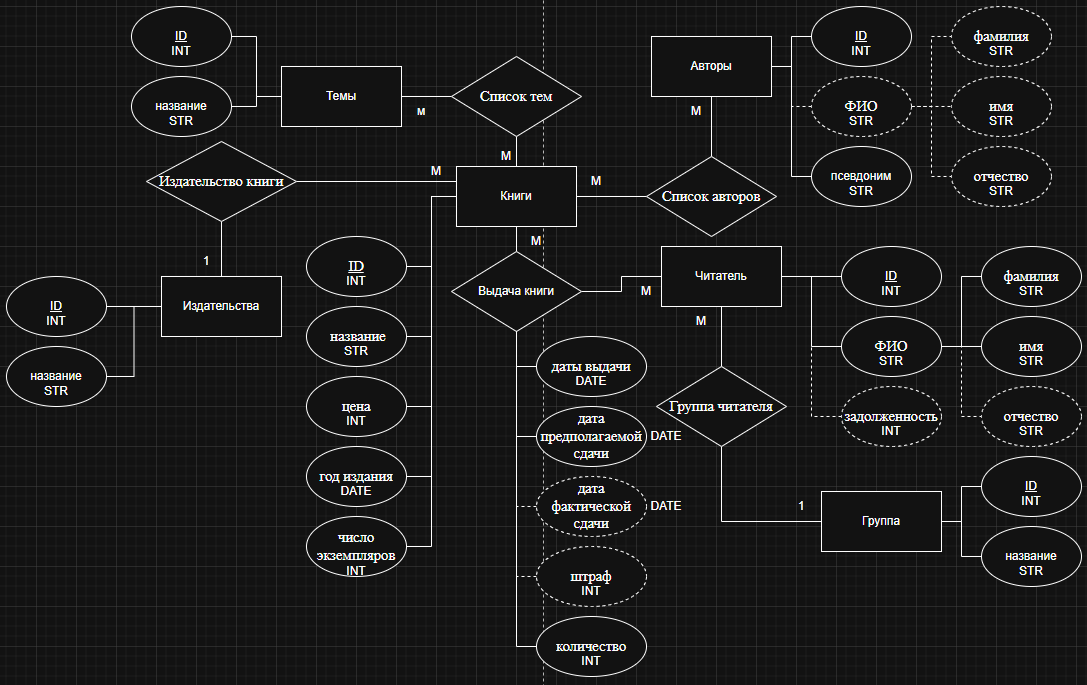 ID
INT
название
STR
Темы
м
Список тем
М
Авторы
М
ID
INT
ФИО
STR
псевдоним
STR
фамилия
STR
имя
STR
отчество
STR
Издательство книги
М
1
Книги
М
Список авторов
М
Издательства
ID
INT
название
STR
ID
INT
название
STR
цена
INT
год издания
DATE
число
экземпляров
INT
Выдача книги
М
даты выдачи
DATE
дата
предполагаемой
сдачи
DATE
дата
фактической
сдачи
DATE
штраф
INT
количество
INT
Читатель
М
ID
INT
ФИО
STR
задолженность
INT
фамилия
STR
имя
STR
отчество
STR
Группа читателя
1
Группа
ID
INT
название
STR